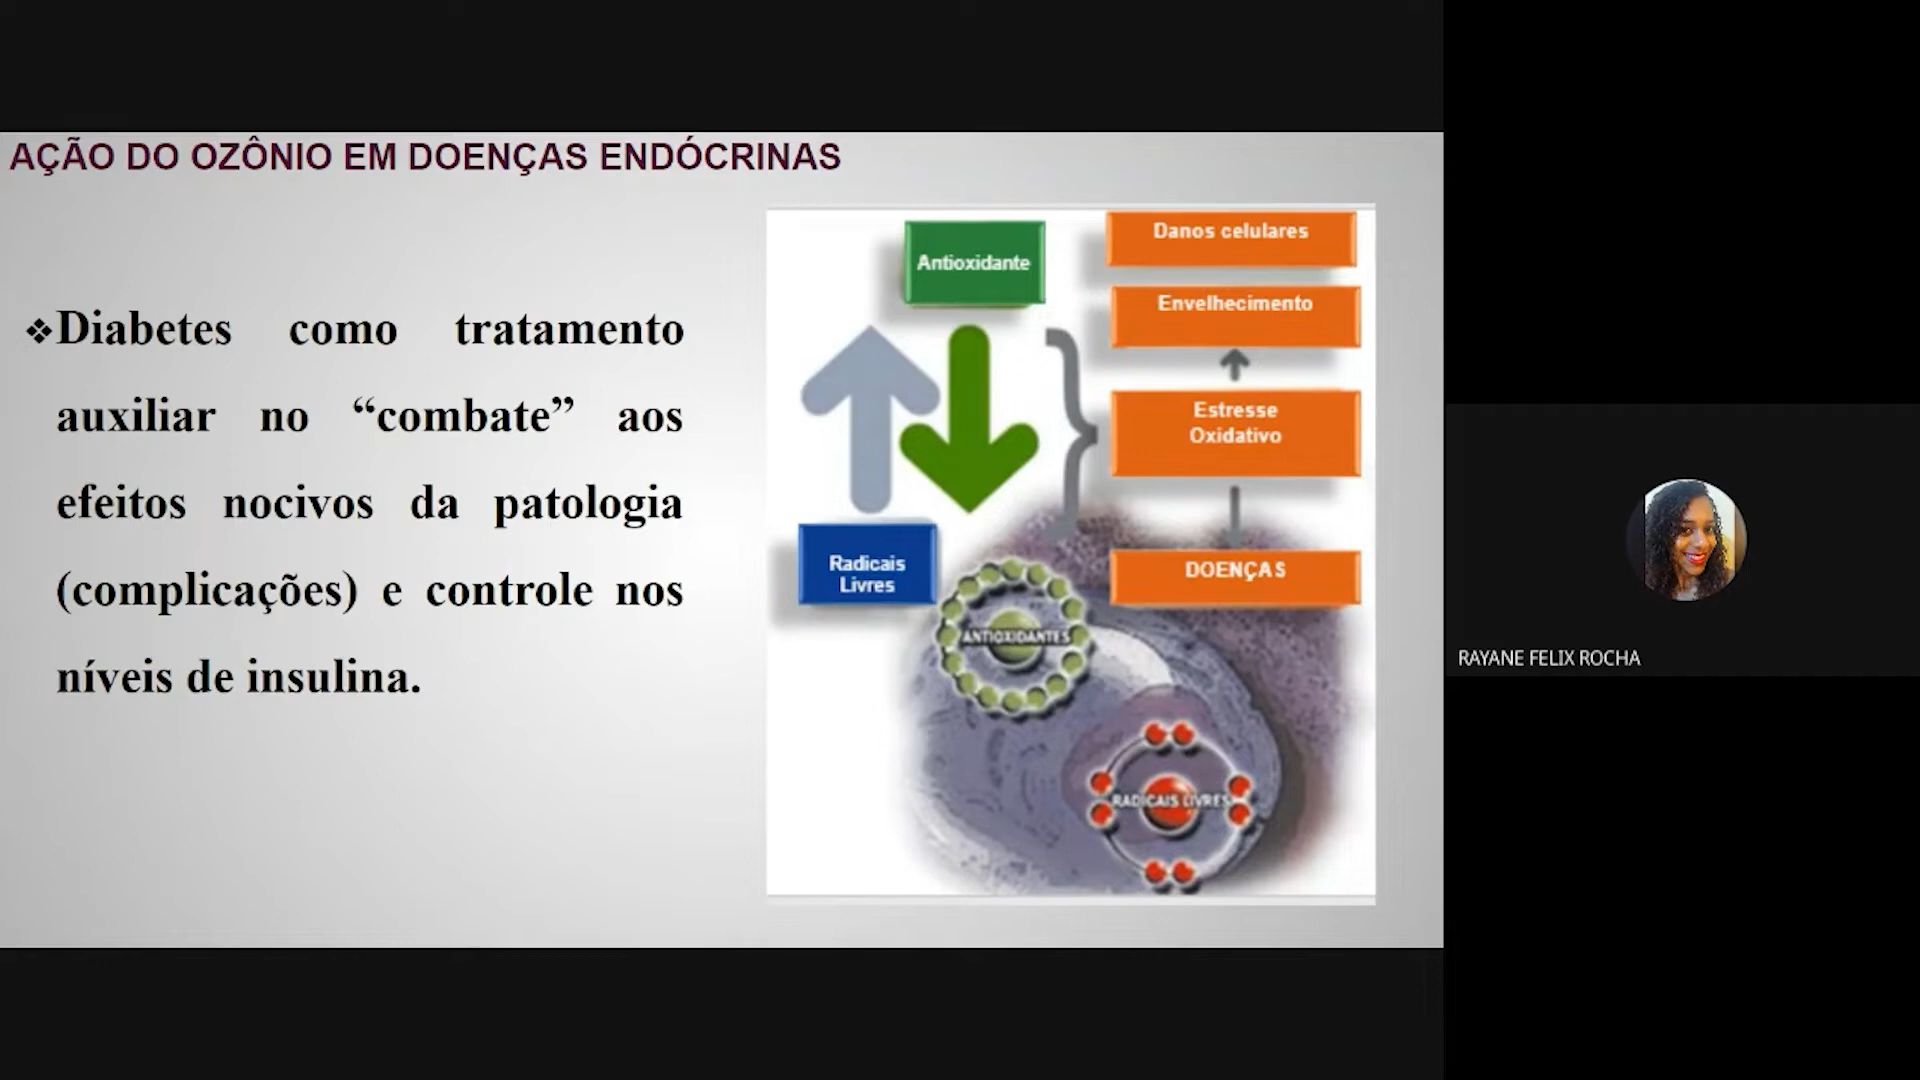 AÇÃO DO OZÔNIO EM DOENÇAS ENDÓCRINAS
❖Diabetes como tratamento
auxiliar no “combate” aos
efeitos nocivos da patologia
(complicações) e controle nos
níveis de insulina.
Antioxidante
Radicais
Livres
Danos celulares
Envelhecimento
Estresse
Oxidativo
DOENÇAS
ANTIOXIDANTES
RADICAIS LIVRES
RAYANE FELIX ROCHA